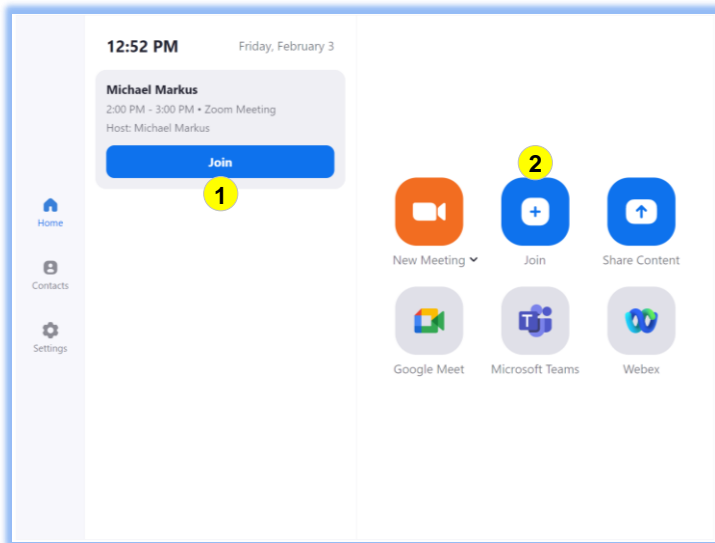 12:52 PM Friday, February 3
Michael Markus
2:00 PM - 3:00 PM • Zoom Meeting
Host: Michael Markus
Join
1
2
Home
Contacts
Settings
New Meeting Join Share Content
Google Meet Microsoft Teams Webex